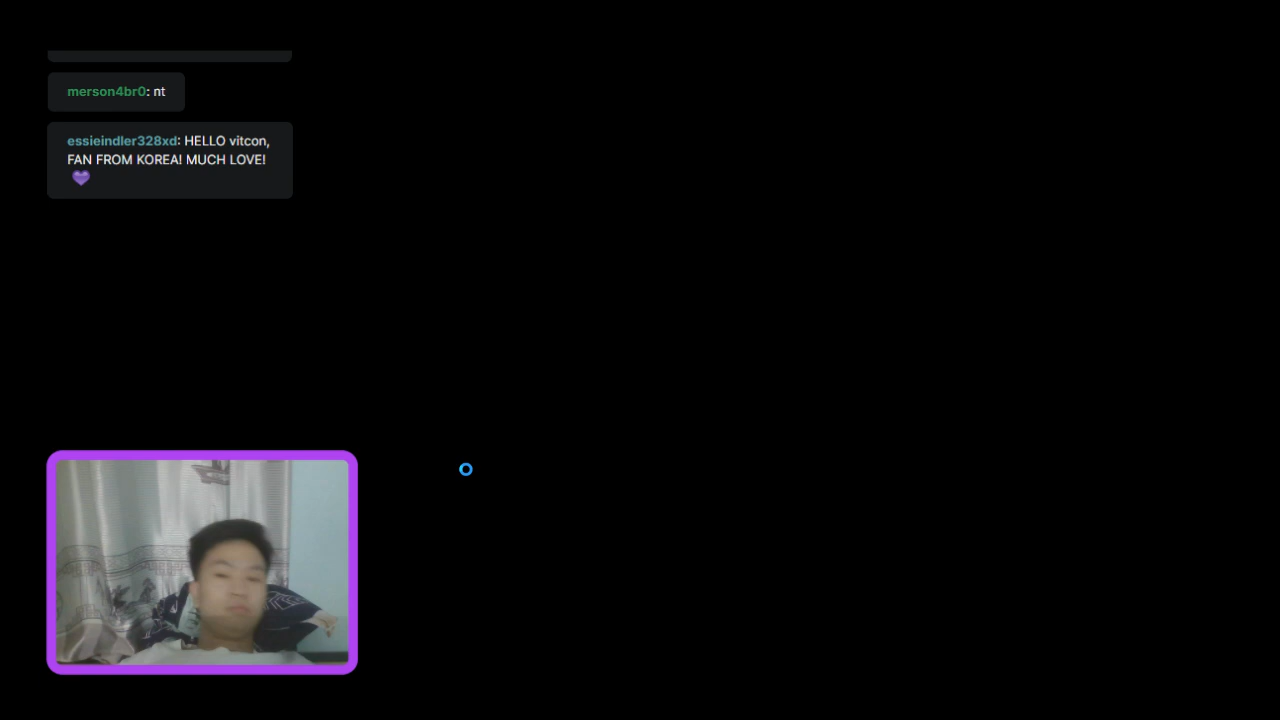 merson4br0: nt
essieindler328xd: HELLO vitcon,
FAN FROM KOREA! MUCH LOVE!